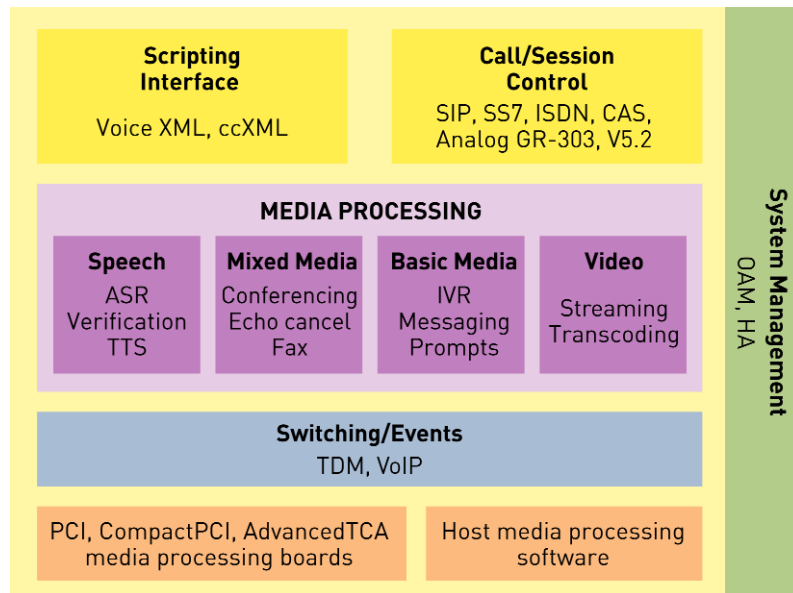 Scripting
Interface
Voice XML, ccXML
Call/Session
Control
SIP, SS7, ISDN, CAS,
Analog GR-303, V5.2
MEDIA PROCESSING
Speech
ASR
Verification
TTS
Mixed Media
Conferencing
Echo cancel
Fax
Basic Media
IVR
Messaging
Prompts
Video
Streaming
Transcoding
Switching/Events
TDM, VoIP
PCI, CompactPCI, AdvancedTCA
media processing boards
Host media processing
software
System Management
OAM, HA